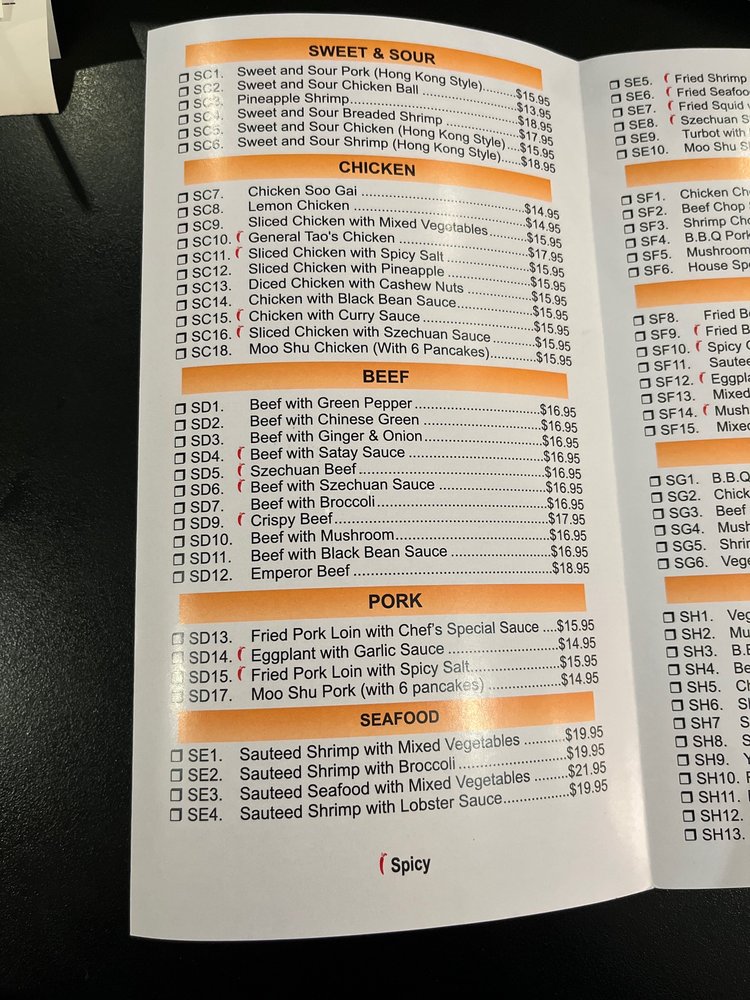 SWEET & SOUR
SC1. Sweet and Sour Pork (Hong Kong Style).........$15.95
SC2. Sweet and Sour Chicken Ball .....................$13.95
SC3. Pineapple Shrimp.....................................$18.95
SC4. Sweet and Sour Breaded Shrimp ................$17.95
SC5. Sweet and Sour Chicken (Hong Kong Style) ....$15.95
SC6. Sweet and Sour Shrimp (Hong Kong Style).....$18.95
CHICKEN
SC7. Chicken Soo Gai .....................................$14.95
SC8. Lemon Chicken .......................................$14.95
SC9. Sliced Chicken with Mixed Vegetables.........$15.95
SC10. General Tao's Chicken .............................$17.95
SC11. Sliced Chicken with Spicy Salt ...................$15.95
SC12. Sliced Chicken with Pineapple ...................$15.95
SC13. Diced Chicken with Cashew Nuts ...............$15.95
SC14. Chicken with Black Bean Sauce.................$15.95
SC15. Chicken with Curry Sauce .........................$15.95
SC16. Sliced Chicken with Szechuan Sauce .........$15.95
SC18. Moo Shu Chicken (With 6 Pancakes)..........$15.95
BEEF
SD1. Beef with Green Pepper.............................$16.95
SD2. Beef with Chinese Green ..........................$16.95
SD3. Beef with Ginger & Onion..........................$16.95
SD4. Beef with Satay Sauce .............................$16.95
SD5. Szechuan Beef.........................................$16.95
SD6. Beef with Szechuan Sauce ........................$16.95
SD7. Beef with Broccoli.....................................$16.95
SD9. Crispy Beef..............................................$17.95
SD10. Beef with Mushroom..................................$16.95
SD11. Beef with Black Bean Sauce ......................$16.95
SD12. Emperor Beef ..........................................$18.95
PORK
SD13. Fried Pork Loin with Chef's Special Sauce ....$15.95
SD14. Eggplant with Garlic Sauce ........................$14.95
SD15. Fried Pork Loin with Spicy Salt....................$15.95
SD17. Moo Shu Pork (with 6 pancakes) .................$14.95
SEAFOOD
SE1. Sauteed Shrimp with Mixed Vegetables ..........$19.95
SE2. Sauteed Shrimp with Broccoli .......................$19.95
SE3. Sauteed Seafood with Mixed Vegetables ........$21.95
SE4. Sauteed Shrimp with Lobster Sauce...............$19.95
Spicy
SE5. Fried Shrimp
SE6. Fried
SE7. Fried Squid
SE8. Szechuan
SE9. Turbot with
SE10. Moo Shu
SF1. Chicken
SF2. Beef Chop
SF3. Shrimp
SF4. B.B.Q Pork
SF5. Mushroom
SF6. House
SF8. Fried
SF9. Fried
SF10. Spicy
SF11.
SF12.
SF13. Mixed
SF14.
SF15. Mixed
SG1. B.B.Q
SG2.
SG3. Beef
SG4.
SG5.
SG6.
SH1.
SH2.
SH3.
SH4.
SH5.
SH6.
SH7
SH8.
SH9.
SH10.
SH11.
SH12.
SH13.